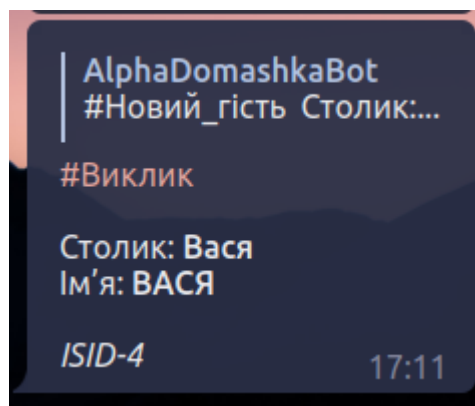 AlphaDomashkaBot
#Новий_гість Столик:...
#Виклик
Столик: Вася
Ім’я: ВАСЯ
ISID-4
17:11